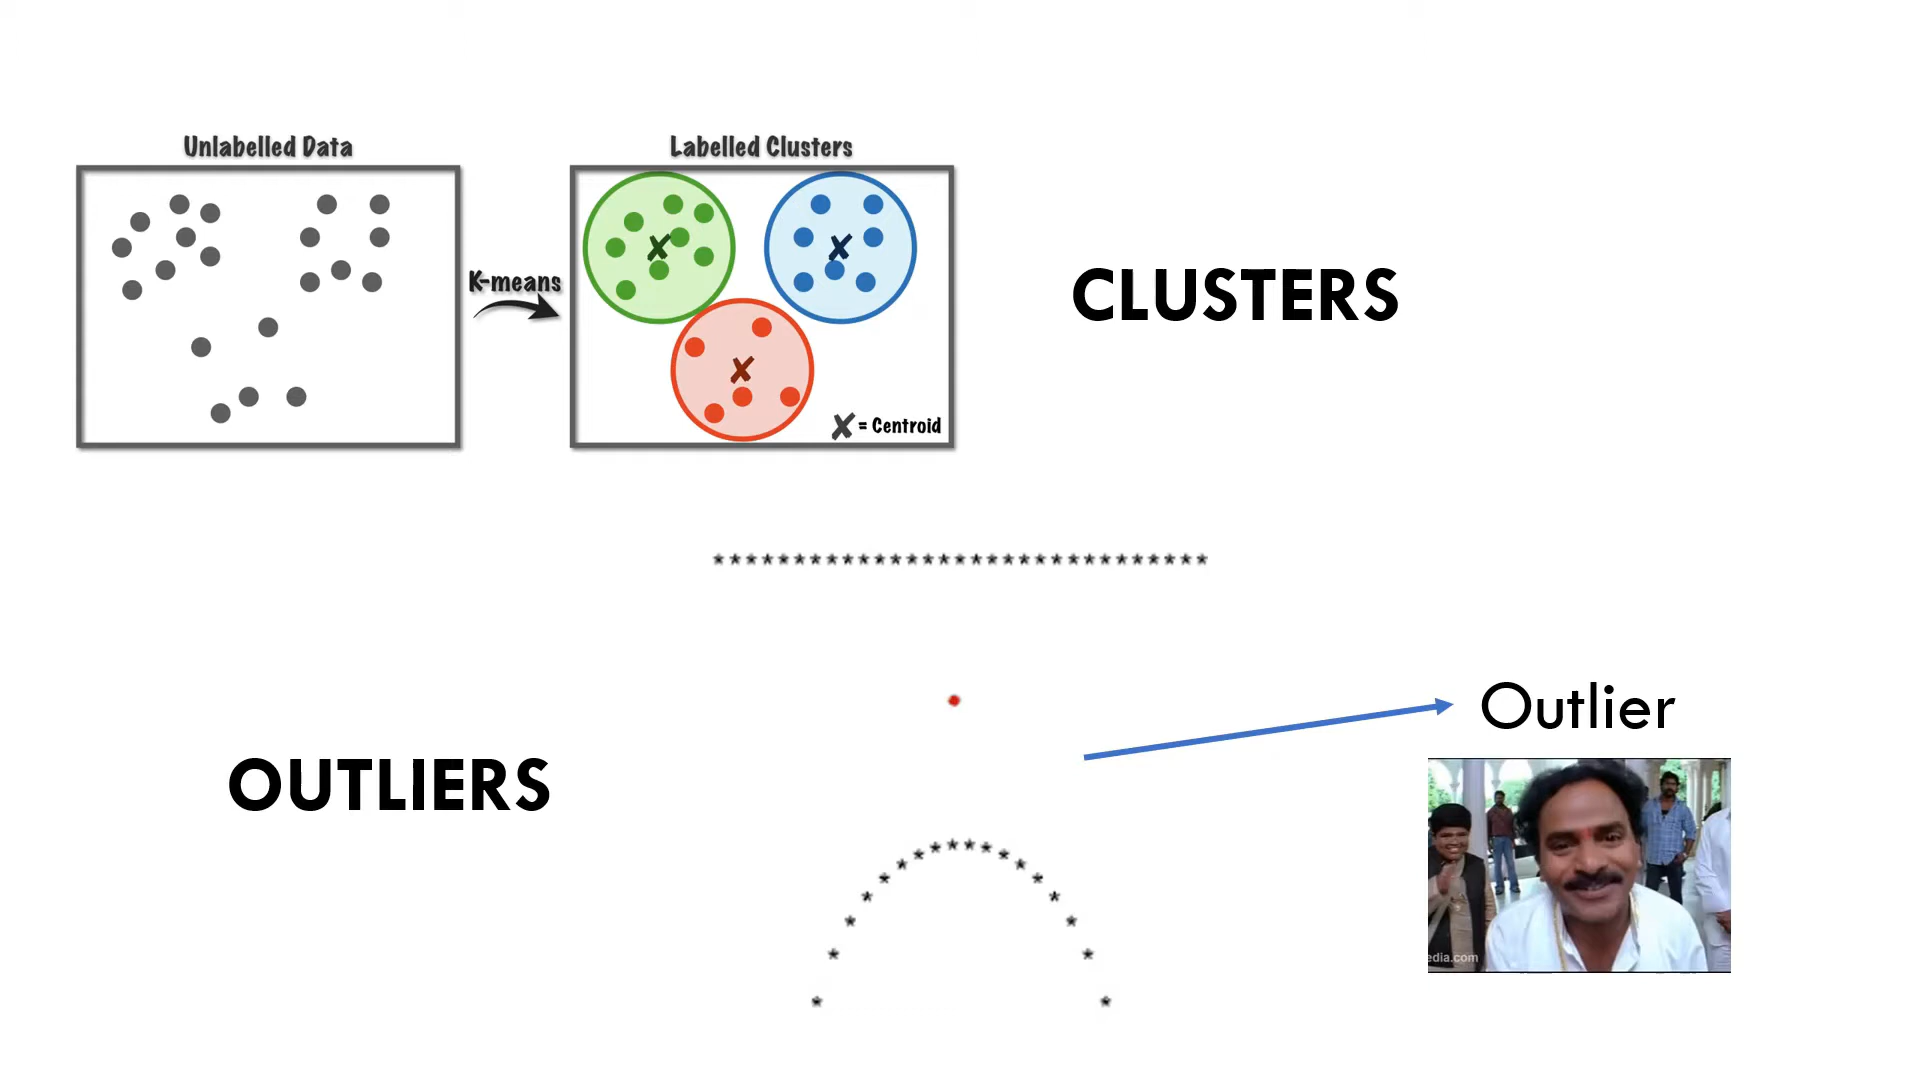 Unlabelled Data
Labelled Clusters
K-means
= Centroid
CLUSTERS
OUTLIERS
Outlier
edia.com